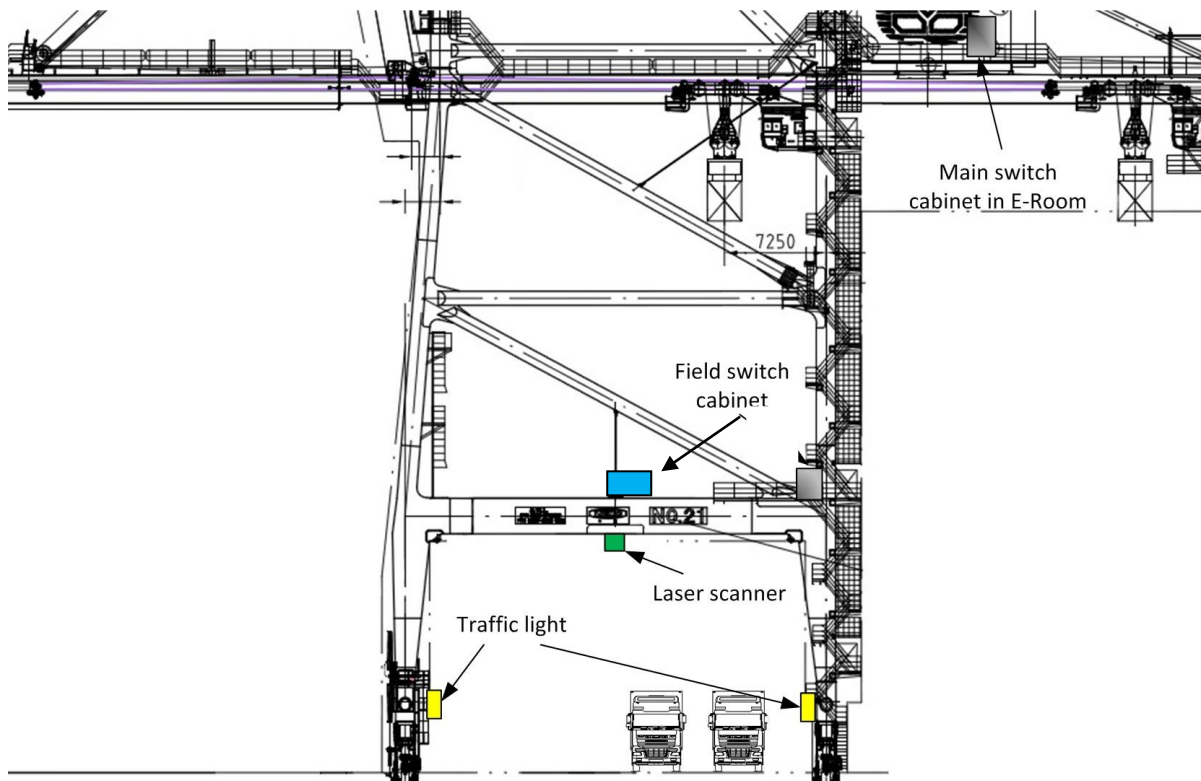 Main switch
cabinet in E-Room
7250
Field switch
cabinet
NO.21
Laser scanner
Traffic light